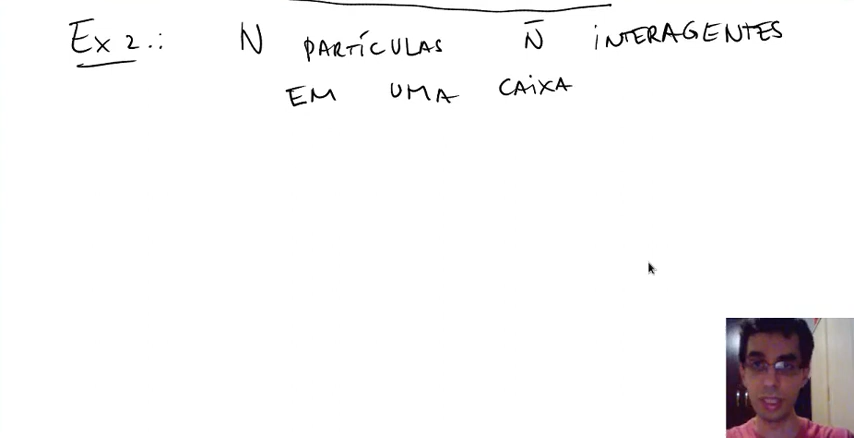 Ex 2.:   N PARTÍCULAS N̄ INTERAGENTES
EM UMA CAIXA